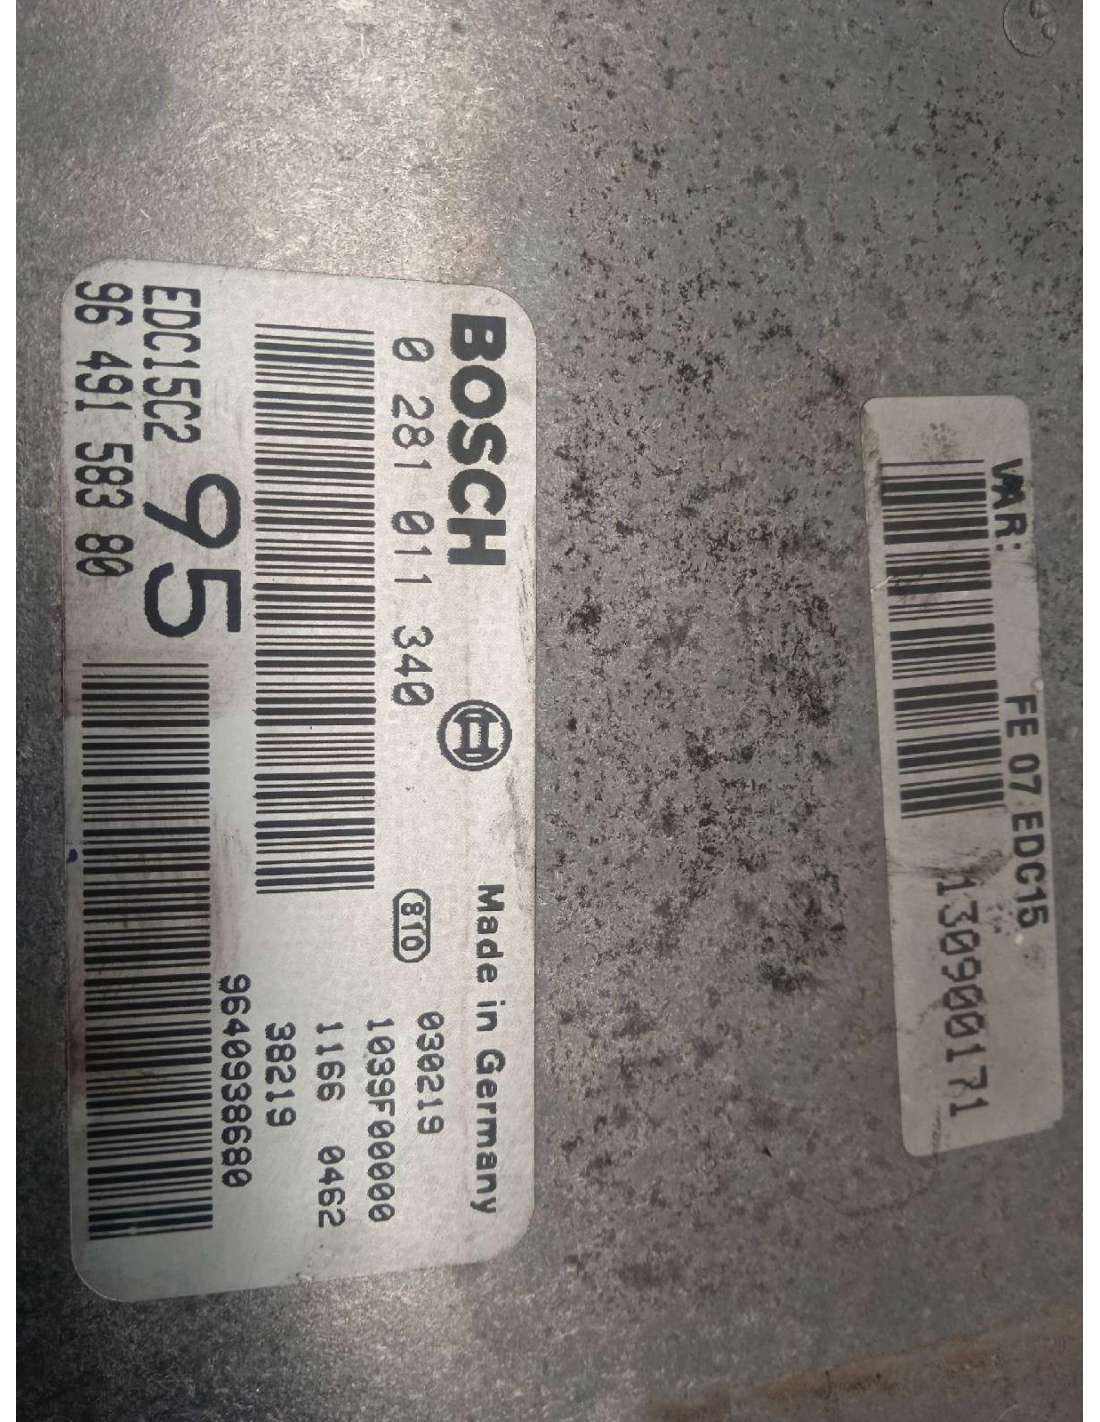 VAR:
FE 07 EDC15
130900171
BOSCH
Made in Germany
0 281 011 340
810
030219
1039F00000
1166 0462
38219
EDC15C2
95
96 491 583 80
9640938680